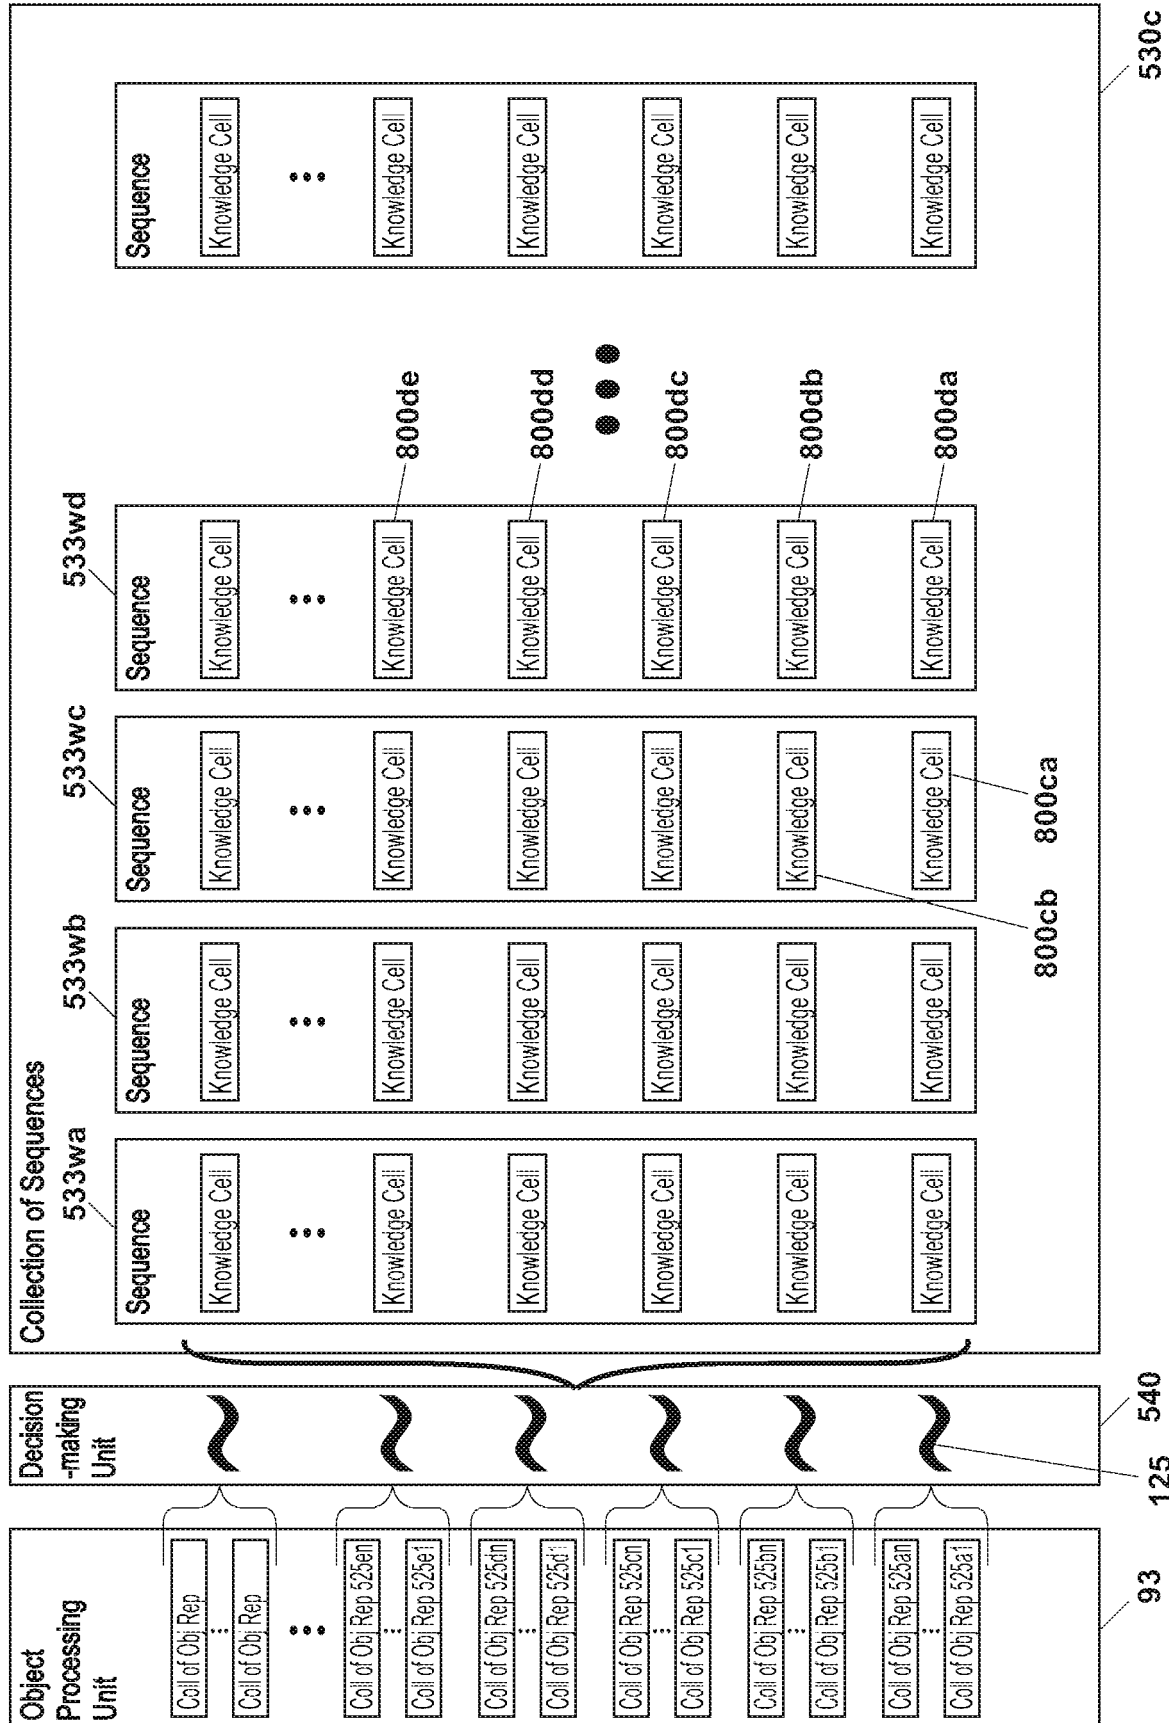 Object
Processing
Unit
Coll of Obj Rep
...
Coll of Obj Rep
...
Coll of Obj Rep 525en
...
Coll of Obj Rep 525e1
Coll of Obj Rep 525dn
...
Coll of Obj Rep 525d1
Coll of Obj Rep 525cn
...
Coll of Obj Rep 525c1
Coll of Obj Rep 525bn
...
Coll of Obj Rep 525b1
Coll of Obj Rep 525an
...
Coll of Obj Rep 525a1
93
Decision
-making
Unit
125
540
Collection of Sequences
533wa
Sequence
Knowledge Cell
...
Knowledge Cell
Knowledge Cell
Knowledge Cell
Knowledge Cell
Knowledge Cell
533wb
Sequence
Knowledge Cell
...
Knowledge Cell
Knowledge Cell
Knowledge Cell
Knowledge Cell
Knowledge Cell
533wc
Sequence
Knowledge Cell
...
Knowledge Cell
Knowledge Cell
Knowledge Cell
Knowledge Cell
Knowledge Cell
800cb
800ca
533wd
Sequence
Knowledge Cell
...
Knowledge Cell
Knowledge Cell
Knowledge Cell
Knowledge Cell
Knowledge Cell
800de
800dd
800dc
800db
800da
...
Sequence
Knowledge Cell
...
Knowledge Cell
Knowledge Cell
Knowledge Cell
Knowledge Cell
Knowledge Cell
530c